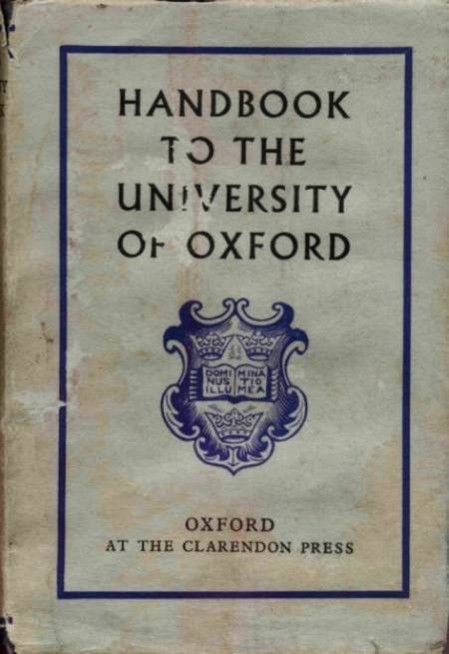 HANDBOOK
TO THE
UNIVERSITY
OF OXFORD
DOMI MINA
NUS TIO
ILLU MEA
OXFORD
AT THE CLARENDON PRESS